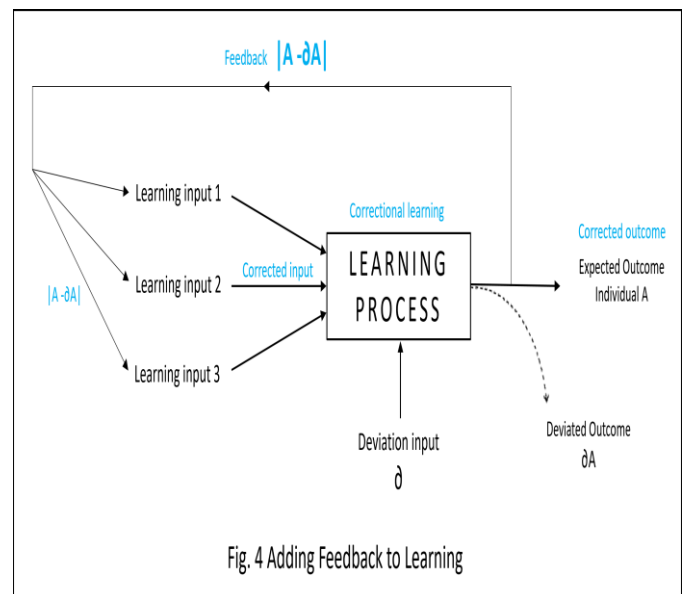 Feedback |A -∂A|
Learning input 1
Correctional learning
Corrected outcome
LEARNING
PROCESS
Expected Outcome
Individual A
Corrected input
Learning input 2
|A -∂A|
Learning input 3
Deviation input
∂
Deviated Outcome
∂A
Fig. 4 Adding Feedback to Learning